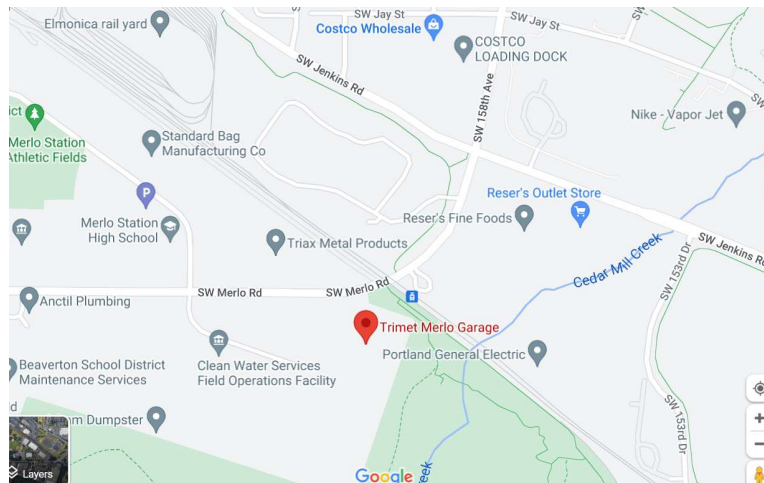 Elmonica rail yard
SW Jay St
SW Jay St
Costco Wholesale
COSTCO
LOADING DOCK
SW Jenkins Rd
SW 158th Ave
Nike - Vapor Jet
ict
Merlo Station
Athletic Fields
Standard Bag
Manufacturing Co
P
Merlo Station
High School
Reser's Outlet Store
Reser's Fine Foods
Triax Metal Products
SW Jenkins Rd
Cedar Mill Creek
SW 153rd Dr
SW Merlo Rd
SW Merlo Rd
Anctil Plumbing
Trimet Merlo Garage
Portland General Electric
Clean Water Services
Field Operations Facility
Beaverton School District
Maintenance Services
m Dumpster
SW 153rd Dr
Layers
Google
Creek